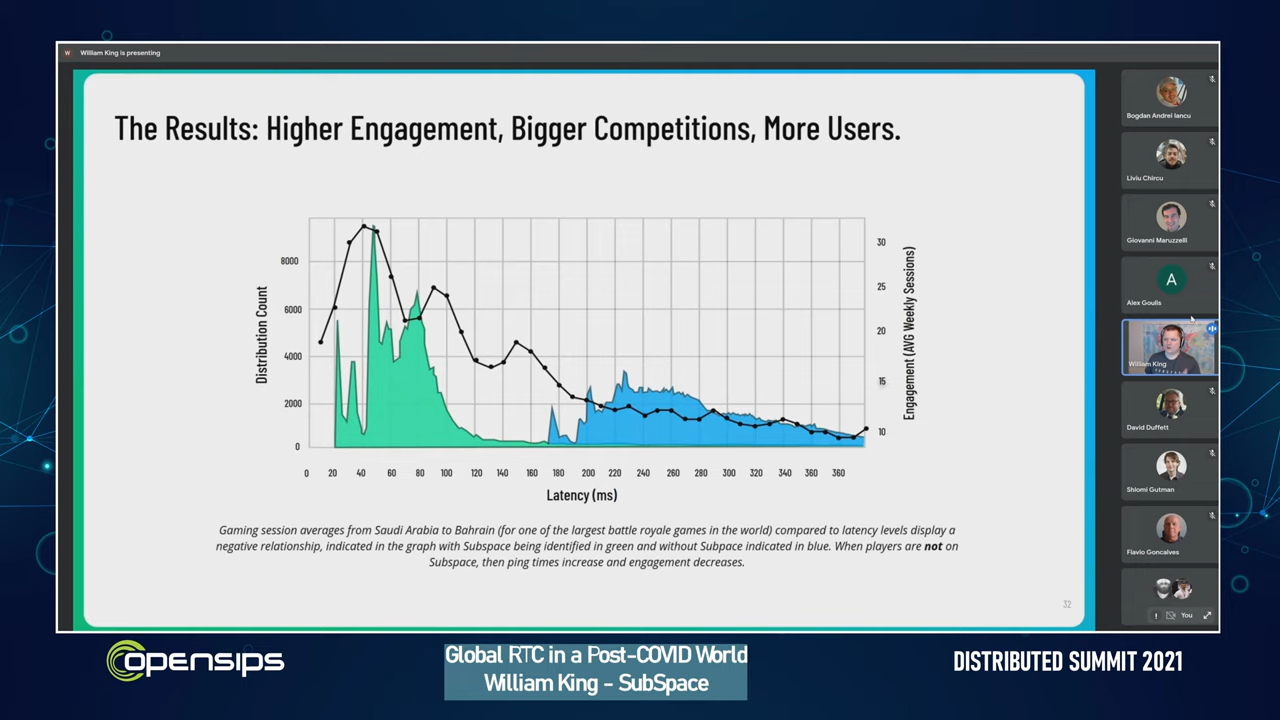 W William King is presenting
The Results: Higher Engagement, Bigger Competitions, More Users.
Distribution Count
8000
6000
4000
2000
0
30
25
20
15
10
Engagement (AVG Weekly Sessions)
0 20 40 60 80 100 120 140 160 180 200 220 240 260 280 300 320 340 360 360
Latency (ms)
Gaming session averages from Saudi Arabia to Bahrain (for one of the largest battle royale games in the world) compared to latency levels display a
negative relationship, indicated in the graph with Subspace being identified in green and without Subpace indicated in blue. When players are not on
Subspace, then ping times increase and engagement decreases.
32
Bogdan Andrei Iancu
Liviu Chircu
Giovanni Maruzzelli
A
Alex Goulis
William King
David Duffett
Shlomi Gutman
Flavio Goncalves
You
opensips
Global RTC in a Post-COVID World
William King - SubSpace
DISTRIBUTED SUMMIT 2021